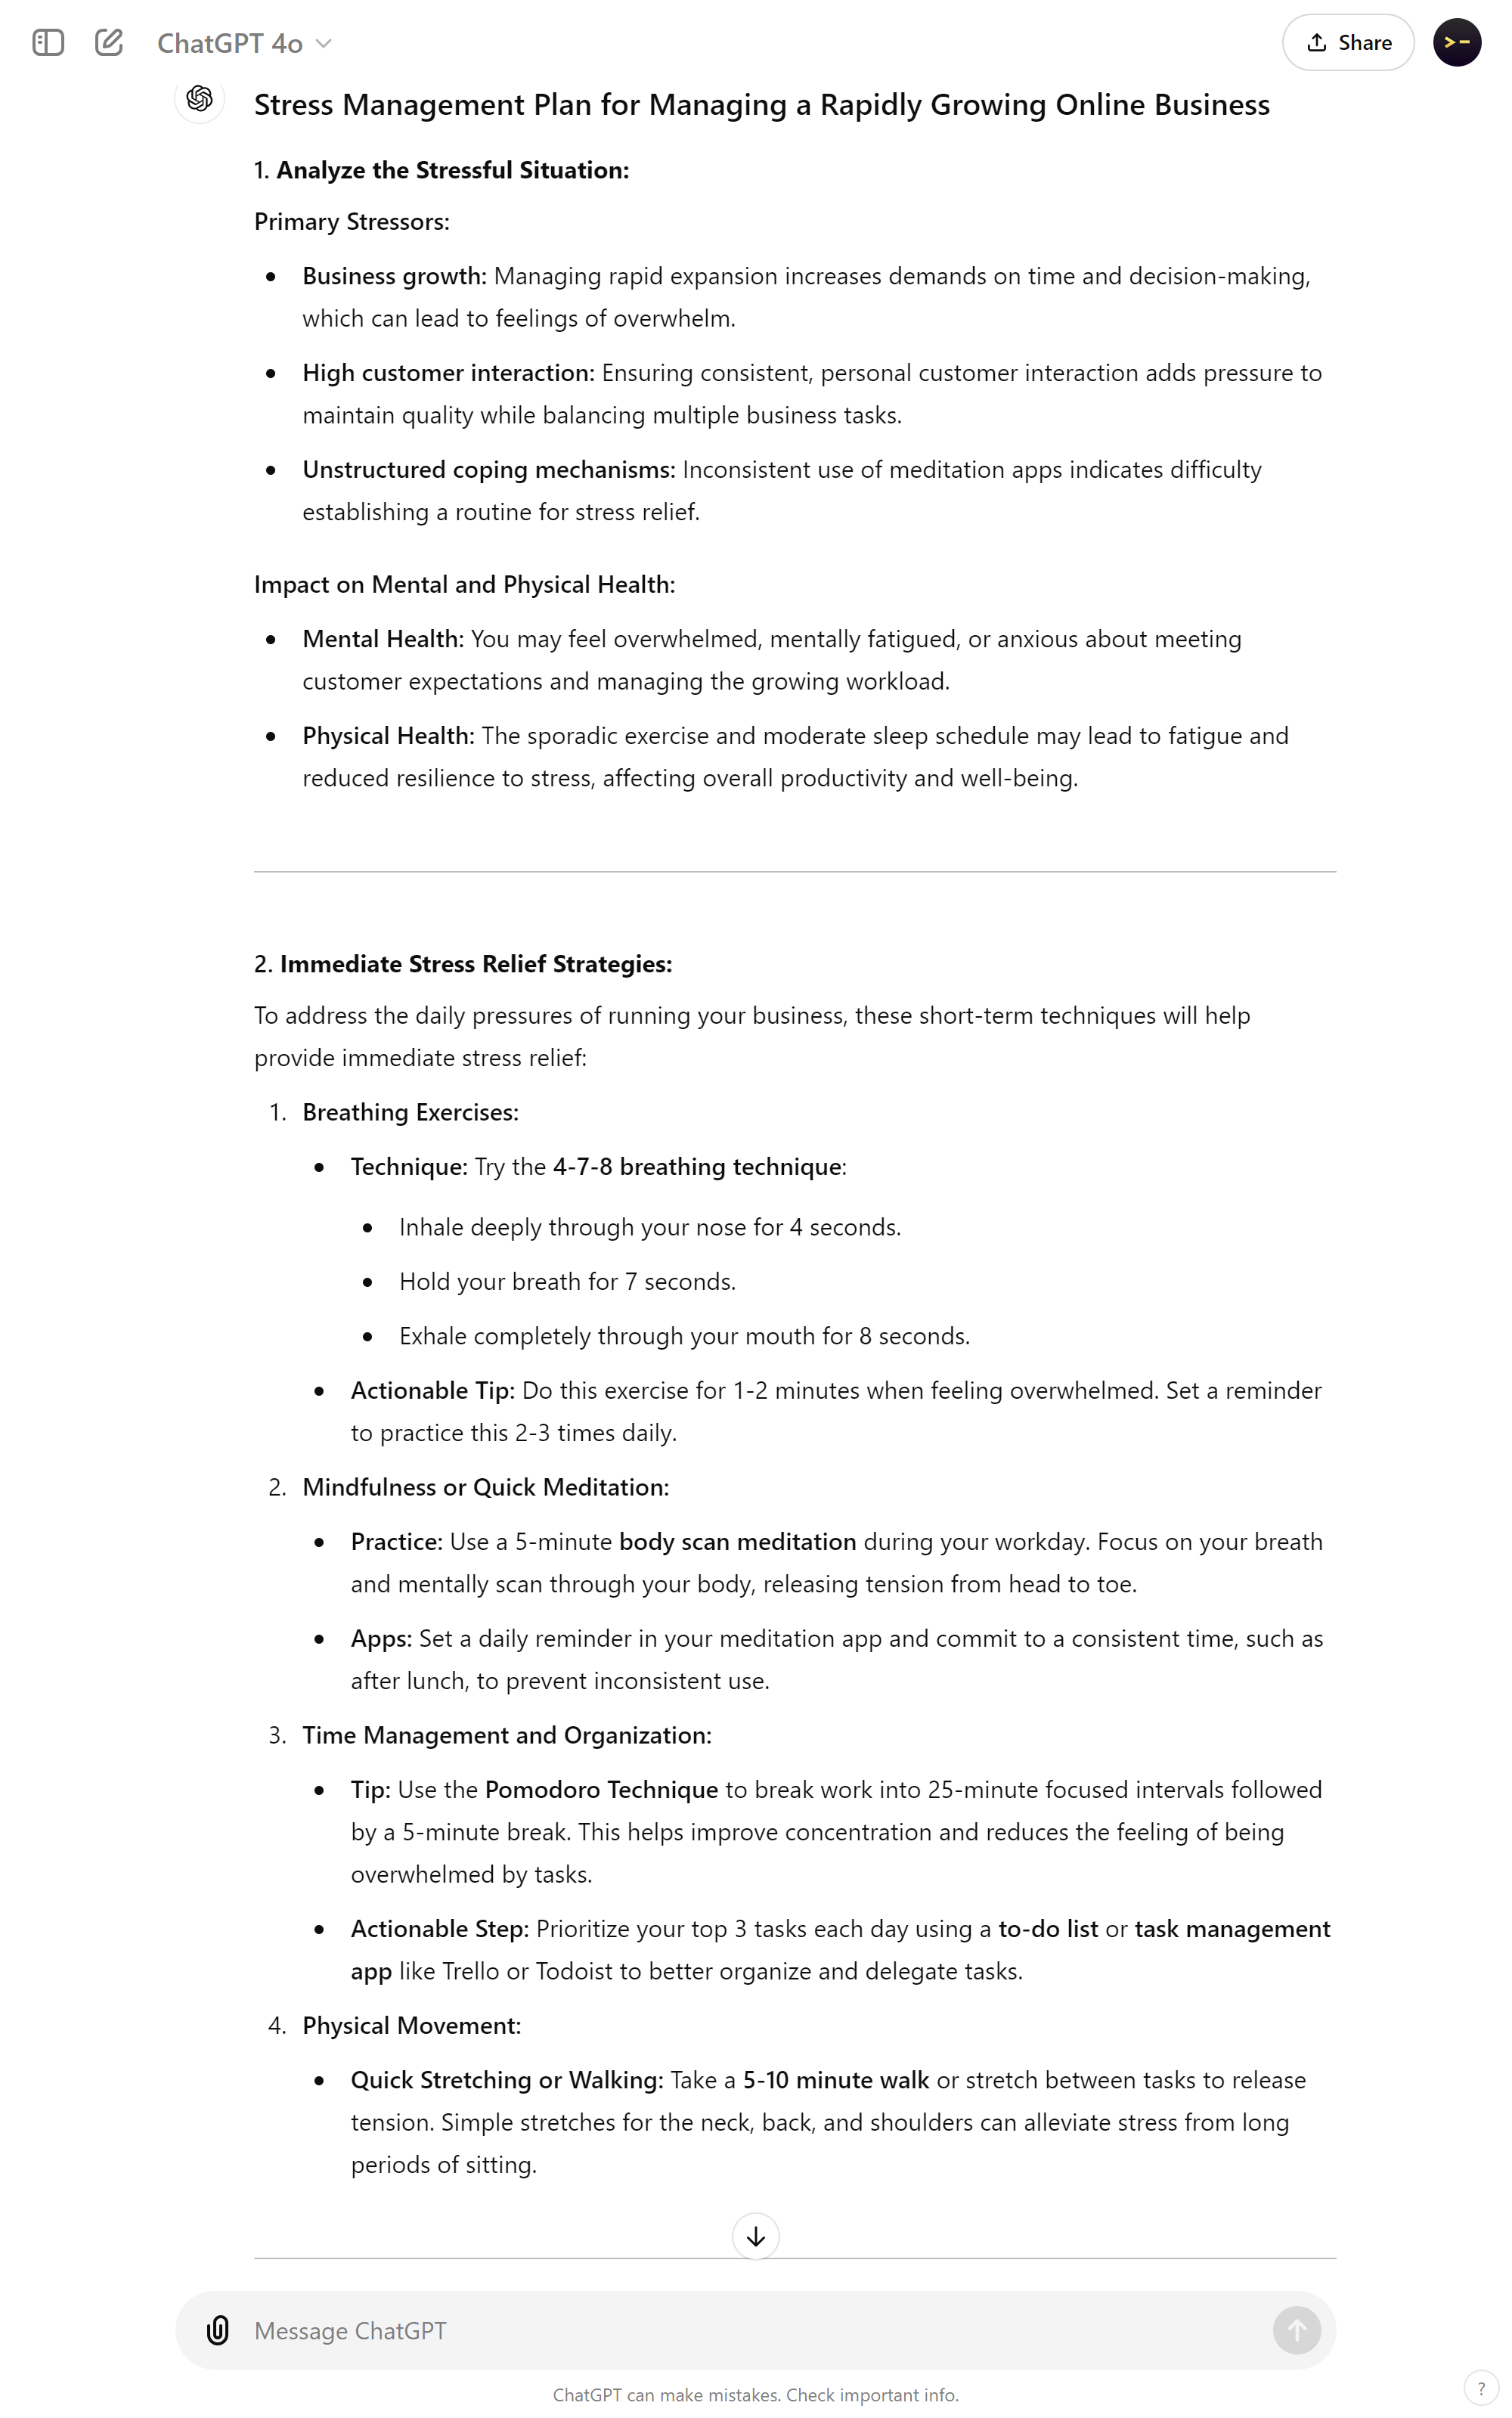 ChatGPT 4o
Share
Stress Management Plan for Managing a Rapidly Growing Online Business
1. Analyze the Stressful Situation:
Primary Stressors:
• Business growth: Managing rapid expansion increases demands on time and decision-making,
which can lead to feelings of overwhelm.
• High customer interaction: Ensuring consistent, personal customer interaction adds pressure to
maintain quality while balancing multiple business tasks.
• Unstructured coping mechanisms: Inconsistent use of meditation apps indicates difficulty
establishing a routine for stress relief.
Impact on Mental and Physical Health:
• Mental Health: You may feel overwhelmed, mentally fatigued, or anxious about meeting
customer expectations and managing the growing workload.
• Physical Health: The sporadic exercise and moderate sleep schedule may lead to fatigue and
reduced resilience to stress, affecting overall productivity and well-being.
2. Immediate Stress Relief Strategies:
To address the daily pressures of running your business, these short-term techniques will help
provide immediate stress relief:
1. Breathing Exercises:
• Technique: Try the 4-7-8 breathing technique:
• Inhale deeply through your nose for 4 seconds.
• Hold your breath for 7 seconds.
• Exhale completely through your mouth for 8 seconds.
• Actionable Tip: Do this exercise for 1-2 minutes when feeling overwhelmed. Set a reminder
to practice this 2-3 times daily.
2. Mindfulness or Quick Meditation:
• Practice: Use a 5-minute body scan meditation during your workday. Focus on your breath
and mentally scan through your body, releasing tension from head to toe.
• Apps: Set a daily reminder in your meditation app and commit to a consistent time, such as
after lunch, to prevent inconsistent use.
3. Time Management and Organization:
• Tip: Use the Pomodoro Technique to break work into 25-minute focused intervals followed
by a 5-minute break. This helps improve concentration and reduces the feeling of being
overwhelmed by tasks.
• Actionable Step: Prioritize your top 3 tasks each day using a to-do list or task management
app like Trello or Todoist to better organize and delegate tasks.
4. Physical Movement:
• Quick Stretching or Walking: Take a 5-10 minute walk or stretch between tasks to release
tension. Simple stretches for the neck, back, and shoulders can alleviate stress from long
periods of sitting.
Message ChatGPT
ChatGPT can make mistakes. Check important info.
?